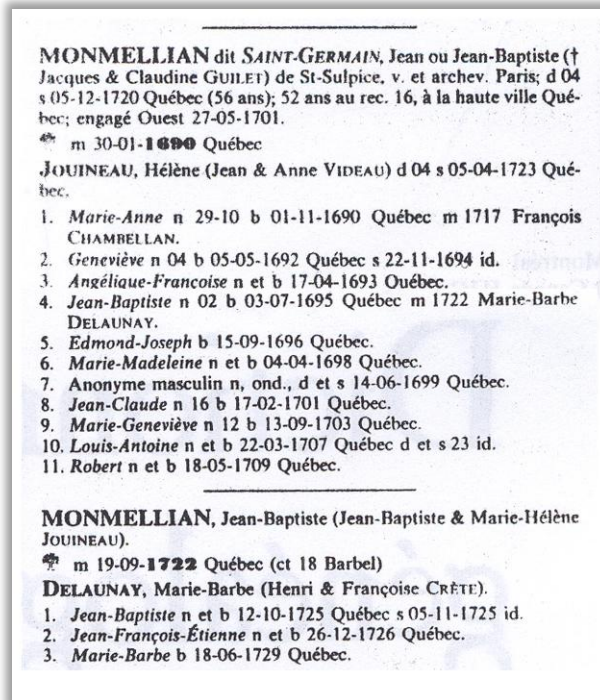 MONMELLIAN dit SAINT-GERMAIN, Jean ou Jean-Baptiste (†
Jacques & Claudine GUILET) de St-Sulpice, v. et archev. Paris; d 04
s 05-12-1720 Québec (56 ans); 52 ans au rec. 16, à la haute ville Qué-
bec; engagé Ouest 27-05-1701.
m 30-01-1690 Québec
JOUINEAU, Hélène (Jean & Anne VIDEAU) d 04 s 05-04-1723 Qué-
bec.
1. Marie-Anne n 29-10 b 01-11-1690 Québec m 1717 François
CHAMBELLAN.
2. Geneviève n 04 b 05-05-1692 Québec s 22-11-1694 id.
3. Angélique-Francoise n et b 17-04-1693 Québec.
4. Jean-Baptiste n 02 b 03-07-1695 Québec m 1722 Marie-Barbe
DELAUNAY.
5. Edmond-Joseph b 15-09-1696 Québec.
6. Marie-Madeleine n et b 04-04-1698 Québec.
7. Anonyme masculin n, ond., d et s 14-06-1699 Québec.
8. Jean-Claude n 16 b 17-02-1701 Québec.
9. Marie-Geneviève n 12 b 13-09-1703 Québec.
10. Louis-Antoine n et b 22-03-1707 Québec d et s 23 id.
11. Robert n et b 18-05-1709 Québec.
MONMELLIAN, Jean-Baptiste (Jean-Baptiste & Marie-Hélène
JOUINEAU).
m 19-09-1722 Québec (ct 18 Barbel)
DELAUNAY, Marie-Barbe (Henri & Françoise CRÊTE).
1. Jean-Baptiste n et b 12-10-1725 Québec s 05-11-1725 id.
2. Jean-François-Étienne n et b 26-12-1726 Québec.
3. Marie-Barbe b 18-06-1729 Québec.